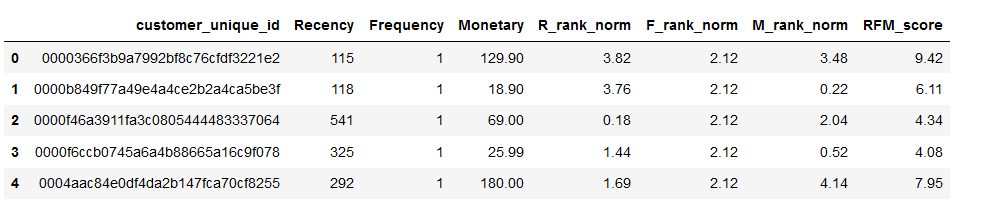 customer_unique_id Recency Frequency Monetary R_rank_norm F_rank_norm M_rank_norm RFM_score
0 0000366f3b9a7992bf8c76cfdf3221e2 115 1 129.90 3.82 2.12 3.48 9.42
1 0000b849f77a49e4a4ce2b2a4ca5be3f 118 1 18.90 3.76 2.12 0.22 6.11
2 0000f46a3911fa3c0805444483337064 541 1 69.00 0.18 2.12 2.04 4.34
3 0000f6ccb0745a6a4b88665a16c9f078 325 1 25.99 1.44 2.12 0.52 4.08
4 0004aac84e0df4da2b147fca70cf8255 292 1 180.00 1.69 2.12 4.14 7.95